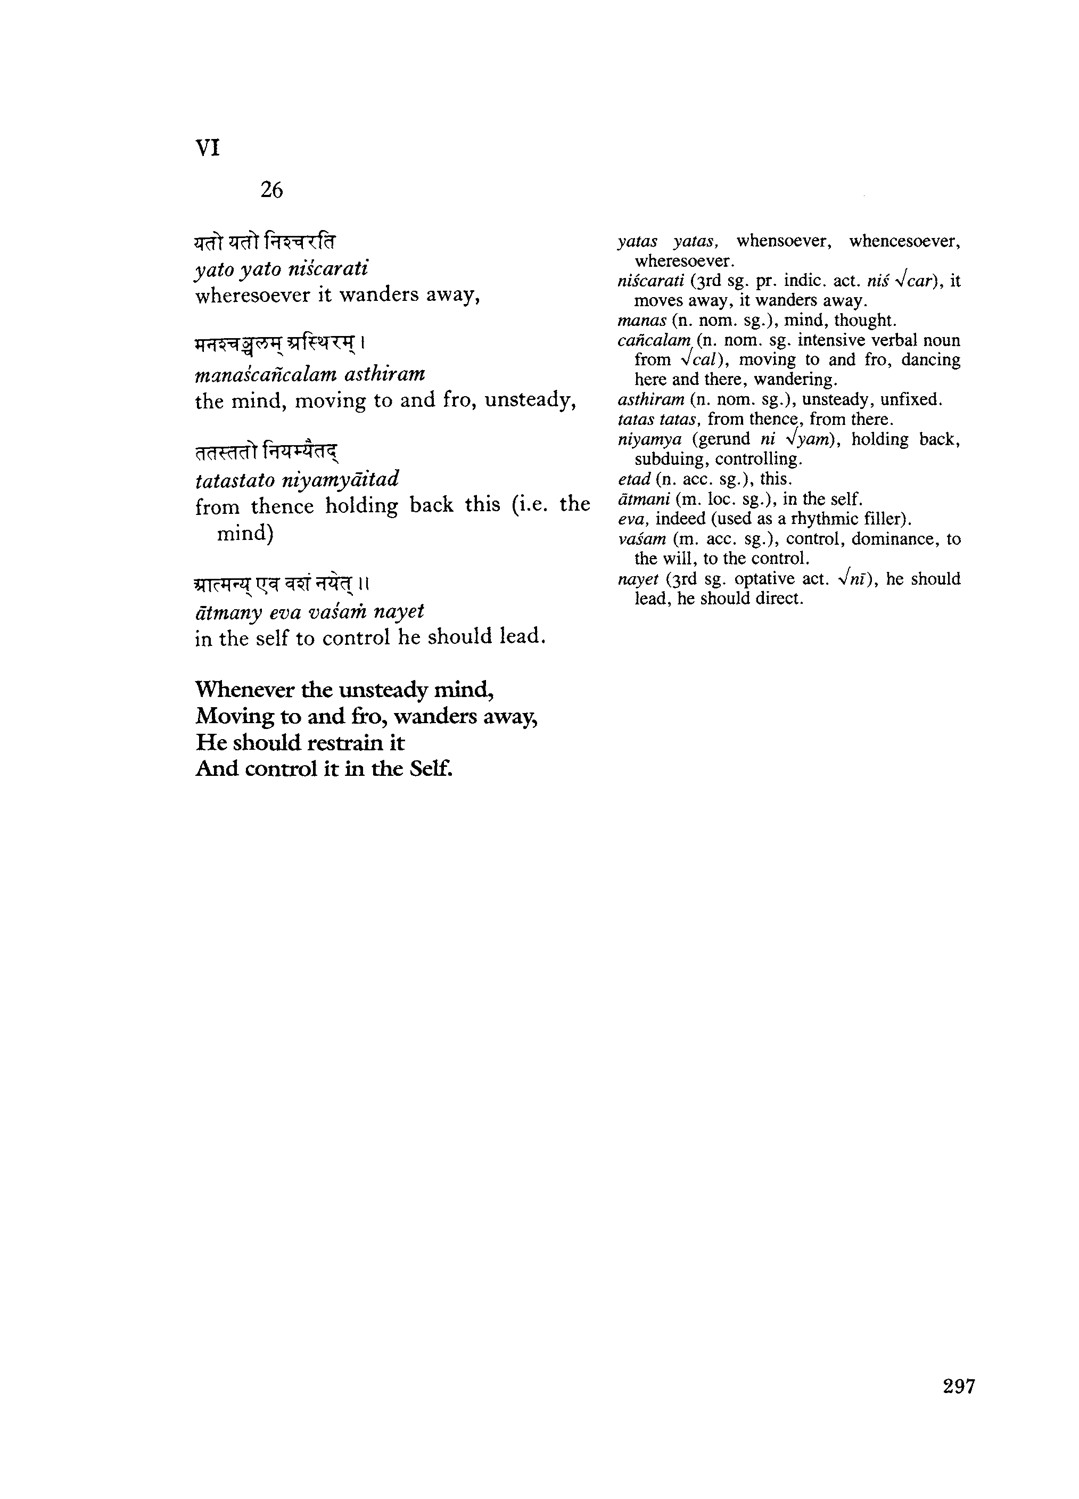 VI
26
यतो यतो निश्चरति
yato yato niścarati
wheresoever it wanders away,
मनश्चञ्चलम् अस्थिरम् ।
manaścañcalam asthiram
the mind, moving to and fro, unsteady,
ततस्ततो नियम्यैतद्
tatastato niyamyāitad
from thence holding back this (i.e. the
mind)
आत्मन्य् एव वशं नयेत् ॥
ātmany eva vaśaṁ nayet
in the self to control he should lead.
Whenever the unsteady mind,
Moving to and fro, wanders away,
He should restrain it
And control it in the Self.
yatas yatas, whensoever, whencesoever,
wheresoever.
niścarati (3rd sg. pr. indic. act. niś √car), it
moves away, it wanders away.
manas (n. nom. sg.), mind, thought.
cañcalam (n. nom. sg. intensive verbal noun
from √cal), moving to and fro, dancing
here and there, wandering.
asthiram (n. nom. sg.), unsteady, unfixed.
tatas tatas, from thence, from there.
niyamya (gerund ni √yam), holding back,
subduing, controlling.
etad (n. acc. sg.), this.
ātmani (m. loc. sg.), in the self.
eva, indeed (used as a rhythmic filler).
vaśam (m. acc. sg.), control, dominance, to
the will, to the control.
nayet (3rd sg. optative act. √nī), he should
lead, he should direct.
297